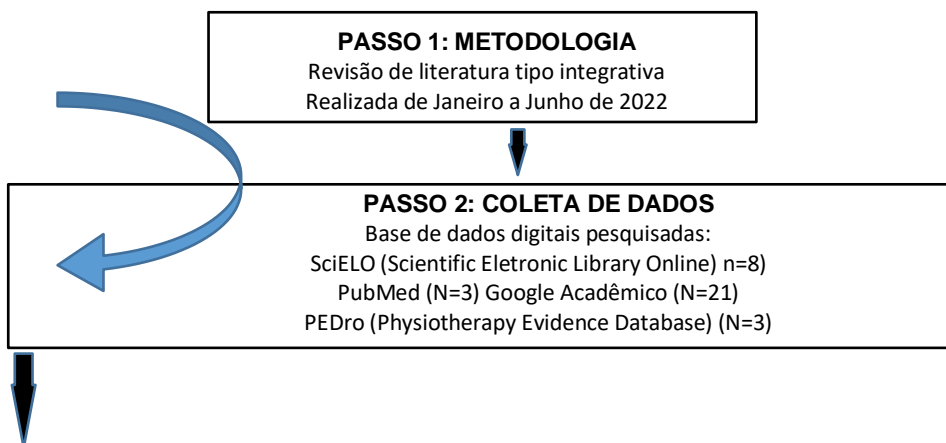 PASSO 1: METODOLOGIA
Revisão de literatura tipo integrativa
Realizada de Janeiro a Junho de 2022
PASSO 2: COLETA DE DADOS
Base de dados digitais pesquisadas:
SciELO (Scientific Eletronic Library Online) n=8)
PubMed (N=3) Google Acadêmico (N=21)
PEDro (Physiotherapy Evidence Database) (N=3)